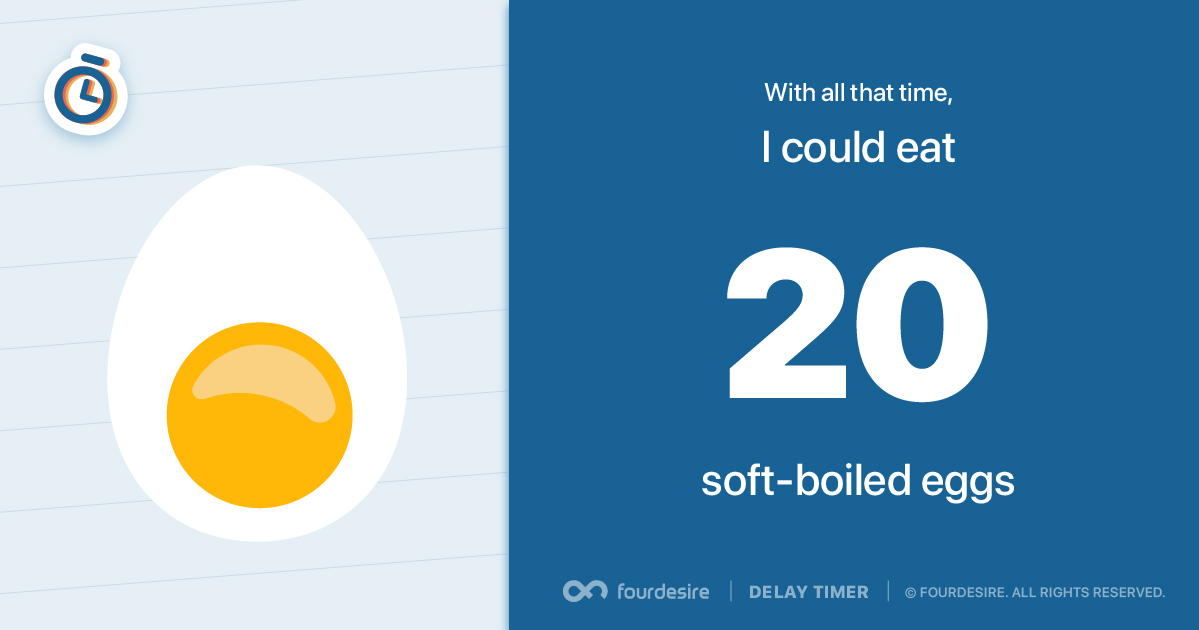 With all that time,
I could eat
20
soft-boiled eggs
fourdesire | DELAY TIMER | © FOURDESIRE. ALL RIGHTS RESERVED.